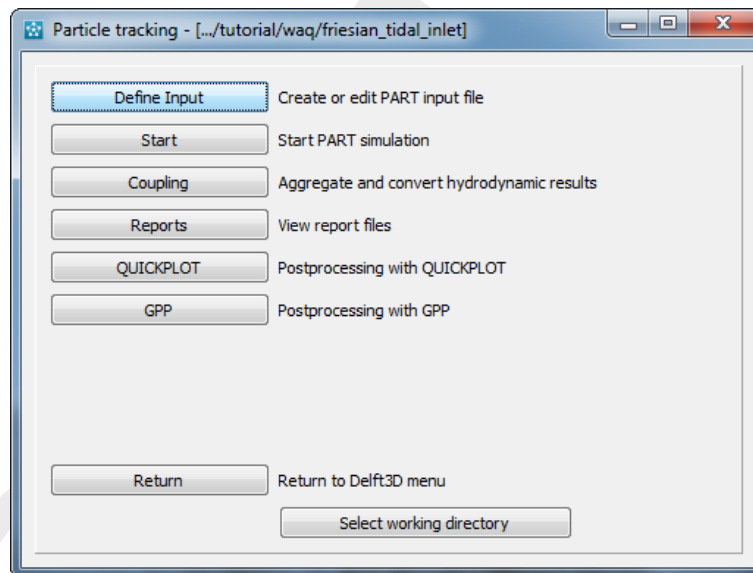 Particle tracking - [.../tutorial/waq/friesian_tidal_inlet]
Define Input Create or edit PART input file
Start Start PART simulation
Coupling Aggregate and convert hydrodynamic results
Reports View report files
QUICKPLOT Postprocessing with QUICKPLOT
GPP Postprocessing with GPP
Return Return to Delft3D menu
Select working directory